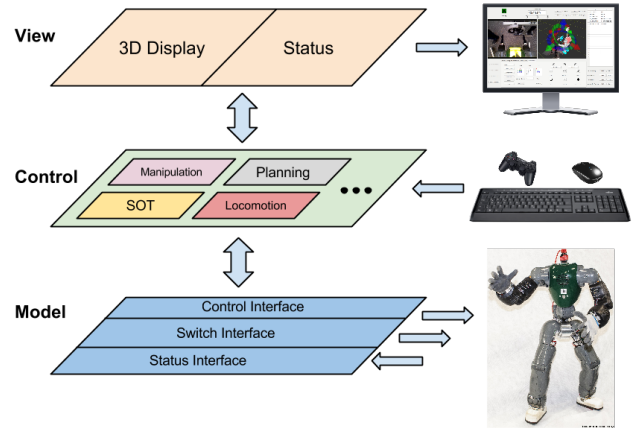 View
3D Display
Status
Control
Manipulation
Planning
SOT
Locomotion
Model
Control Interface
Switch Interface
Status Interface